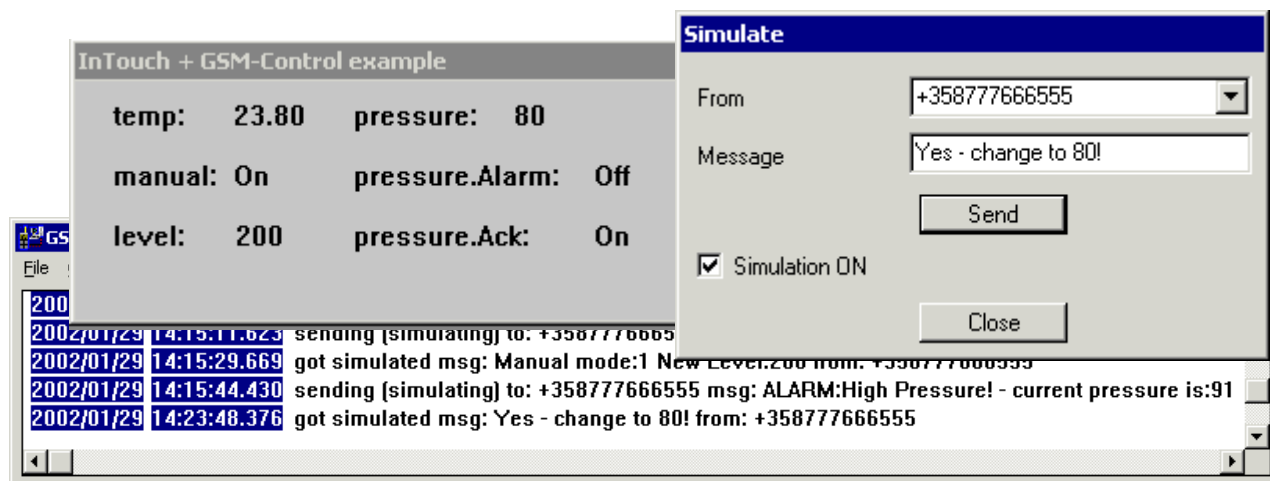 InTouch + GSM-Control example
temp: 23.80 pressure: 80
manual: On pressure.Alarm: Off
level: 200 pressure.Ack: On
Simulate
From +358777666555
Message Yes - change to 80!
Send
Simulation ON
Close
GS
File
200
2002/01/29 14:15:11.623 sending (simulating) to: +3587776665
2002/01/29 14:15:29.669 got simulated msg: Manual mode:1 New Level:200 from: +358777666555
2002/01/29 14:15:44.430 sending (simulating) to: +358777666555 msg: ALARM:High Pressure! - current pressure is:91
2002/01/29 14:23:48.376 got simulated msg: Yes - change to 80! from: +358777666555